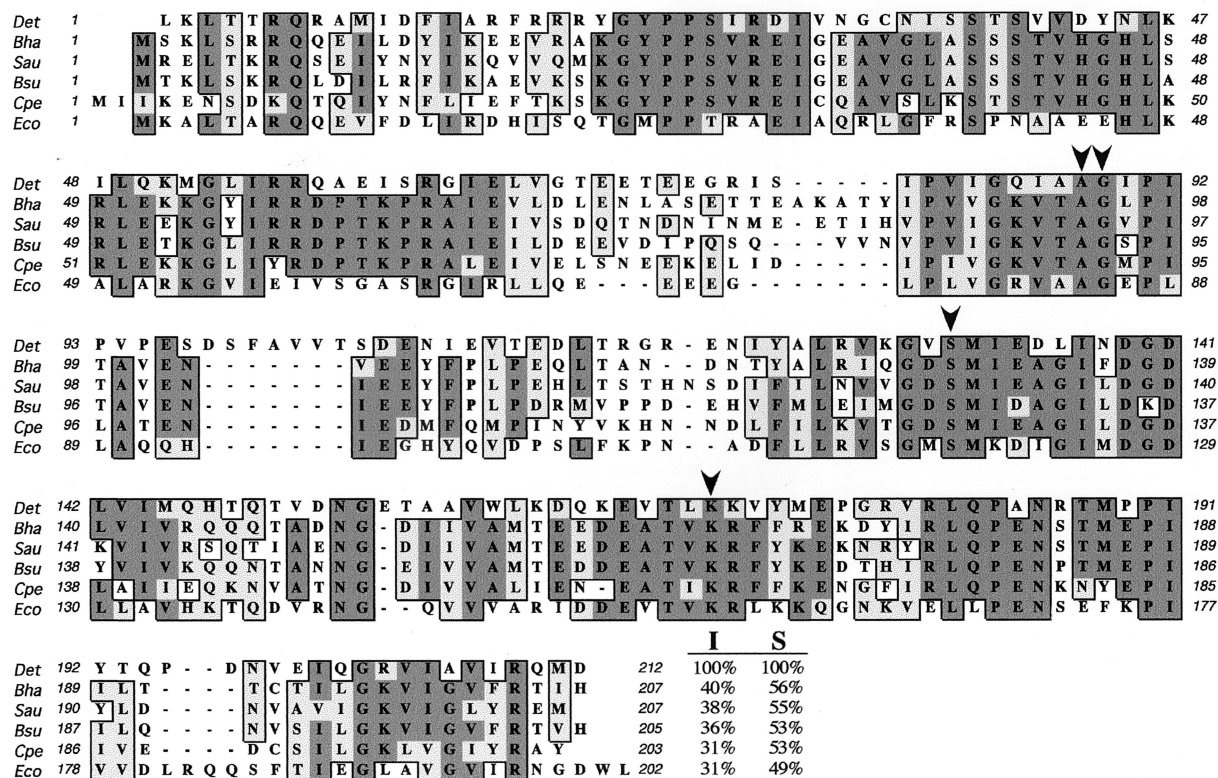 Det 1 L K L T T R Q R A M I D F I A R F R R R Y G Y P P S I R D I V N G C N I S S T S V V D Y N L K 47
Bha 1 M S K L S R R Q Q E I L D Y I K E E V R A K G Y P P S V R E I G E A V G L A S S S T V H G H L S 48
Sau 1 M R E L T K R Q S E I Y N Y I K Q V V Q M K G Y P P S V R E I G E A V G L A S S S T V H G H L S 48
Bsu 1 M T K L S K R Q L D I L R F I K A E V K S K G Y P P S V R E I G E A V G L A S S S T V H G H L A 48
Cpe 1 M I I K E N S D K Q T Q I Y N F L I E F T K S K G Y P P S V R E I C Q A V S L K S T S T V H G H L K 50
Eco 1 M K A L T A R Q Q E V F D L I R D H I S Q T G M P P T R A E I A Q R L G F R S P N A A E E H L K 48
Det 48 I L Q K M G L I R R Q A E I S R G I E L V G T E E T E E G R I S - - - - - I P V I G Q I A A G I P I 92
Bha 49 R L E K K G Y I R R D P T K P R A I E V L D L E N L A S E T T E A K A T Y I P V V G K V T A G L P I 98
Sau 49 R L E E K G Y I R R D P T K P R A I E I V S D Q T N D N I N M E - E T I H V P V I G K V T A G V P I 97
Bsu 49 R L E T K G L I R R D P T K P R A I E I L D E E V D I P Q S Q - - - V V N V P V I G K V T A G S P I 95
Cpe 51 R L E K K G L I Y R D P T K P R A L E I V E L S N E E K E L I D - - - - - I P L V G K V T A G M P I 95
Eco 49 A L A R K G V I E I V S G A S R G I R L L Q E - - - E E E G - - - - - - - L P L V G R V A A G E P L 88
Det 93 P V P E S D S F A V V T S D E N I E V T E D L T R G R - E N I Y A L R V K G V S M I E D L I N D G D 141
Bha 99 T A V E N - - - - - - - V E E Y F P L P E Q L T A N - - D N T Y A L R I Q G D S M I E A G I F D G D 139
Sau 98 T A V E N - - - - - - - I E E Y F P L P E H L T S T H N S D I F I L N V V G D S M I E A G I L D G D 140
Bsu 96 T A V E N - - - - - - - I E E Y F P L P D R M V P P D - E H V F M L E I M G D S M I D A G I L D K D 137
Cpe 96 L A T E N - - - - - - - I E D M F Q M P I N Y V K H N - N D L F I L K V T G D S M I E A G I L D G D 137
Eco 89 L A Q Q H - - - - - - - I E G H Y Q V D P S L F K P N - - A D F L L R V S G M S M K D I G I M D G D 129
Det 142 L V I M Q H T Q T V D N G E T A A V W L K D Q K E V T L K K V Y M E P G R V R L Q P A N R T M P P I 191
Bha 140 L V I V R Q Q Q T A D N G - D I I V A M T E E D E A T V K R F F R E K D Y I R L Q P E N S T M E P I 188
Sau 141 K V I V R S Q T I A E N G - D I I V A M T E E D E A T V K R F Y K E K N R Y R L Q P E N S T M E P I 189
Bsu 138 Y V I V K Q Q N T A N N G - E I V V A M T E D D E A T V K R F Y K E D T H I R L Q P E N P T M E P I 186
Cpe 138 L A I I E Q K N V A T N G - D I V V A L I E N - E A T I K R F F K E N G F I R L Q P E N K N Y E P I 185
Eco 130 L L A V H K T Q D V R N G - - Q V V V A R I D D E V T V K R L K K Q G N K V E L L P E N S E F K P I 177
I S
Det 192 Y T Q P - - D N V E I Q G R V I A V I R Q M D 212 100% 100%
Bha 189 I L T - - - - T C T I L G K V I G V F R T I H 207 40% 56%
Sau 190 Y L D - - - - N V A V I G K V I G L Y R E M 207 38% 55%
Bsu 187 I L Q - - - - N V S I L G K V I G V F R T V H 205 36% 53%
Cpe 186 I V E - - - - D C S I L G K L V G I Y R A Y 203 31% 53%
Eco 178 V V D L R Q Q S F T I E G L A V G V I R N G D W L 202 31% 49%